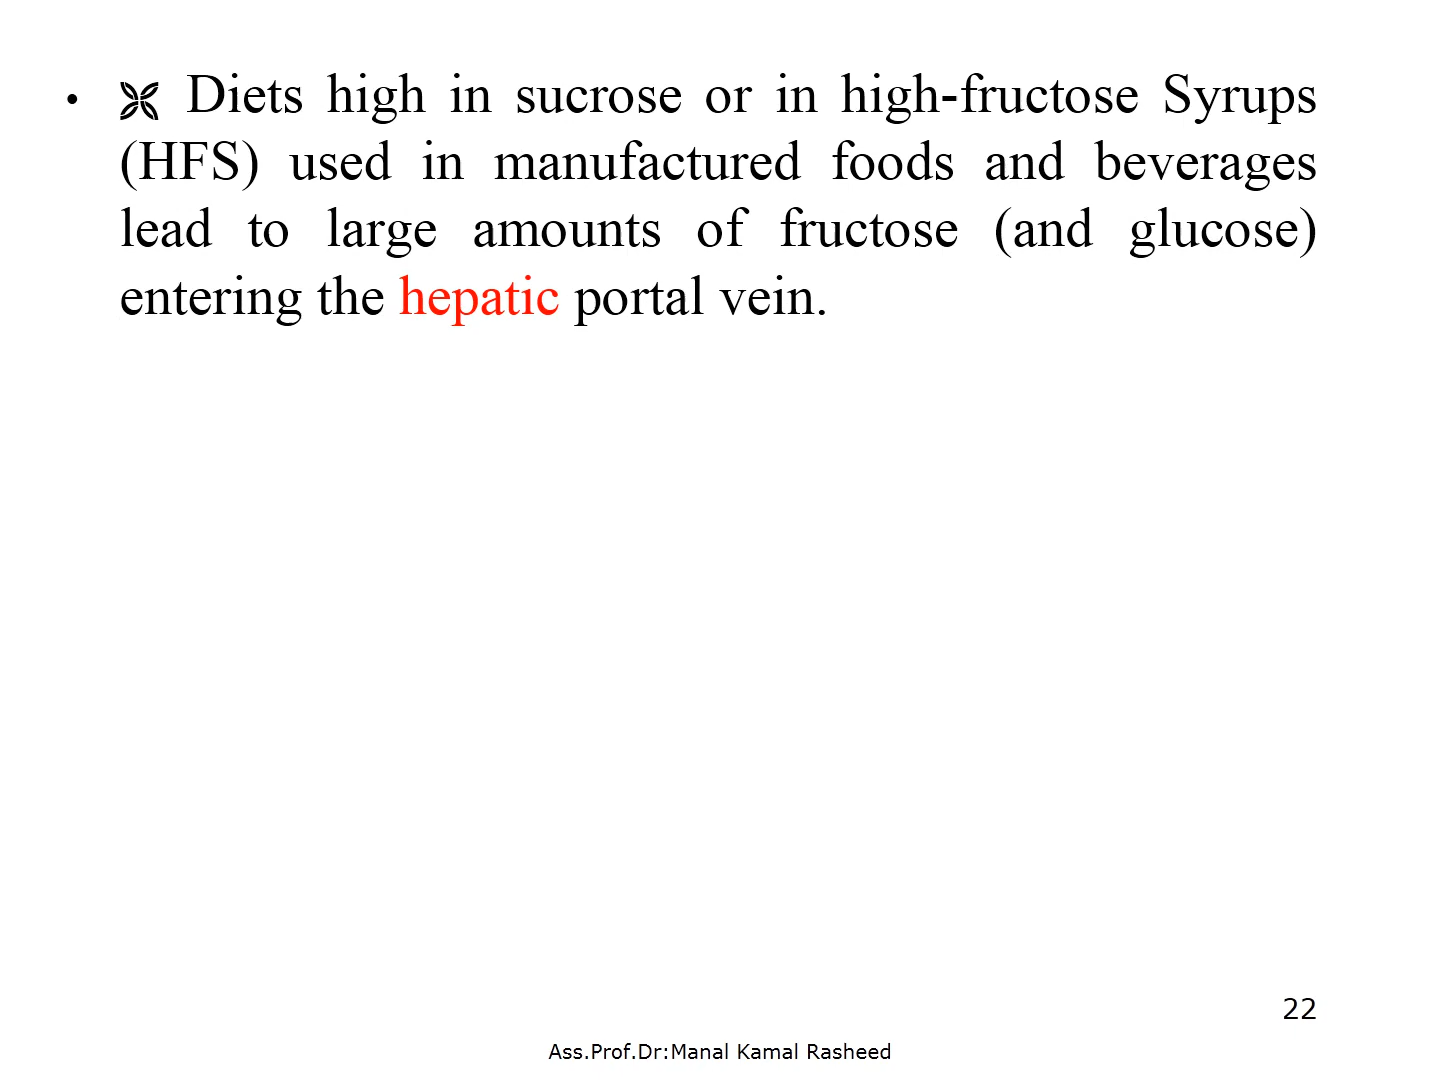 • Diets high in sucrose or in high-fructose Syrups
(HFS) used in manufactured foods and beverages
lead to large amounts of fructose (and glucose)
entering the hepatic portal vein.
22
Ass.Prof.Dr:Manal Kamal Rasheed